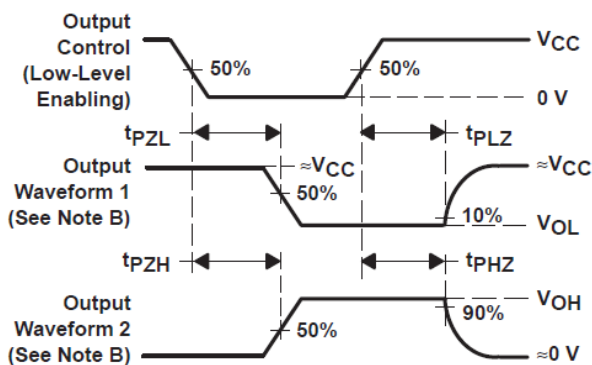 Output
Control
(Low-Level
Enabling)
50%
50%
VCC
0 V
tPZL
tPLZ
Output
Waveform 1
(See Note B)
≈VCC
50%
10%
≈VCC
VOL
tPZH
tPHZ
Output
Waveform 2
(See Note B)
50%
90%
VOH
≈0 V